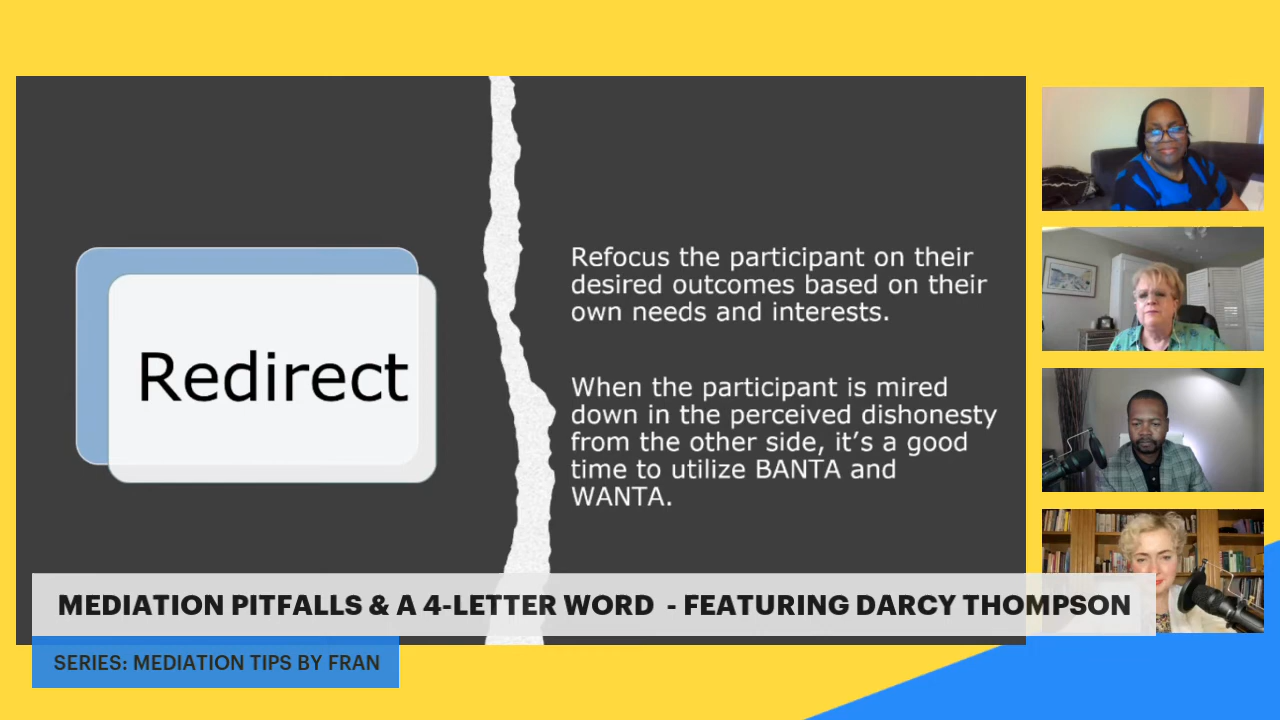 Redirect
Refocus the participant on their
desired outcomes based on their
own needs and interests.
When the participant is mired
down in the perceived dishonesty
from the other side, it’s a good
time to utilize BANTA and
WANTA.
MEDIATION PITFALLS & A 4-LETTER WORD - FEATURING DARCY THOMPSON
SERIES: MEDIATION TIPS BY FRAN